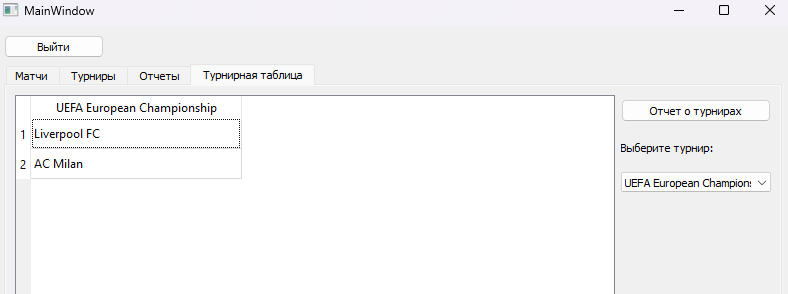 MainWindow
Выйти
Матчи Турниры Отчеты Турнирная таблица
UEFA European Championship
1 Liverpool FC
2 AC Milan
Отчет о турнирах
Выберите турнир:
UEFA European Champions